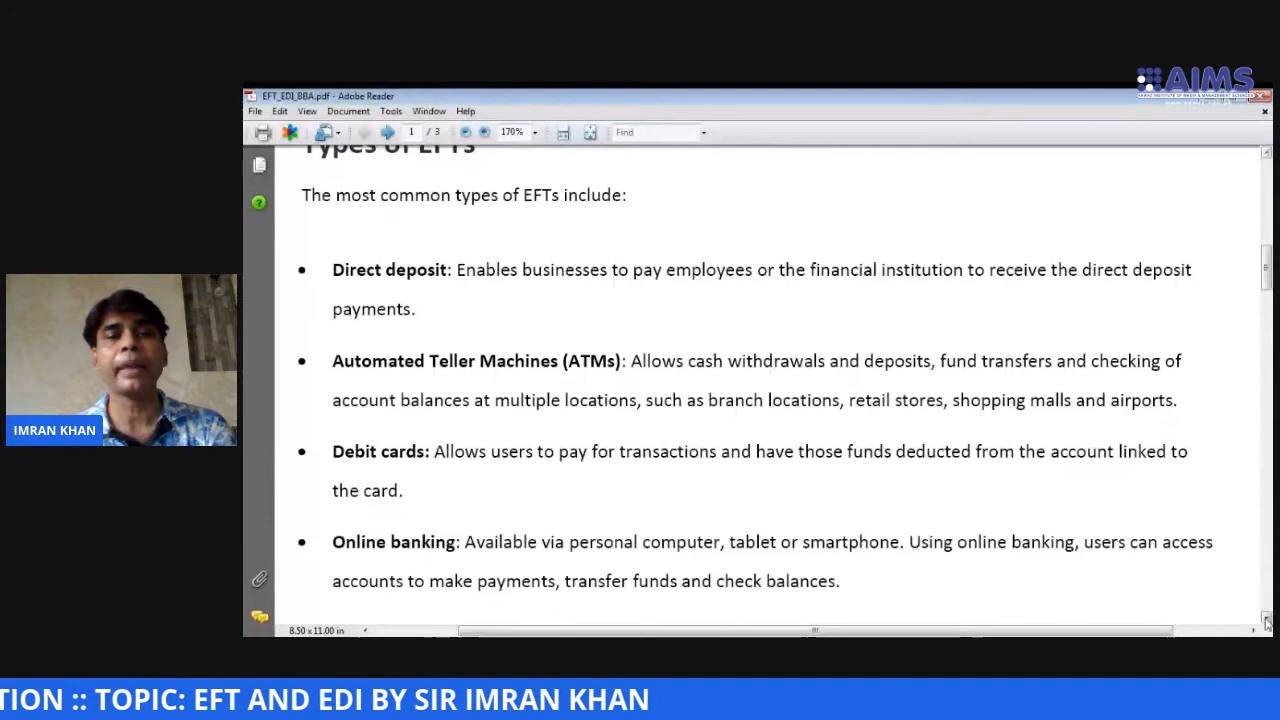 AIMS
EFT_EDI_BBA.pdf - Adobe Reader
File Edit View Document Tools Window Help
1 / 3 170% Find
Types of EFTs
The most common types of EFTs include:
• Direct deposit: Enables businesses to pay employees or the financial institution to receive the direct deposit
payments.
• Automated Teller Machines (ATMs): Allows cash withdrawals and deposits, fund transfers and checking of
account balances at multiple locations, such as branch locations, retail stores, shopping malls and airports.
• Debit cards: Allows users to pay for transactions and have those funds deducted from the account linked to
the card.
• Online banking: Available via personal computer, tablet or smartphone. Using online banking, users can access
accounts to make payments, transfer funds and check balances.
8.50 x 11.00 in
IMRAN KHAN
TION :: TOPIC: EFT AND EDI BY SIR IMRAN KHAN